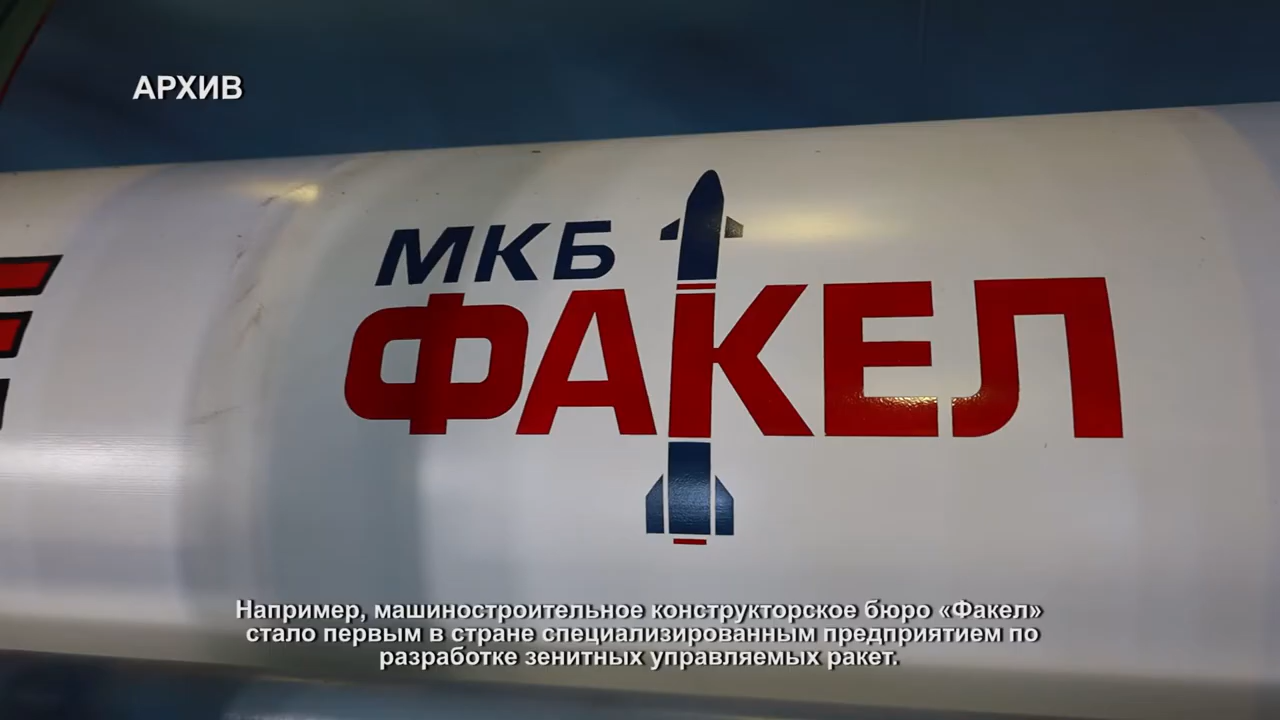 АРХИВ
МКБ
ФАКЕЛ
Например, машиностроительное конструкторское бюро «Факел»
стало первым в стране специализированным предприятием по
разработке зенитных управляемых ракет.